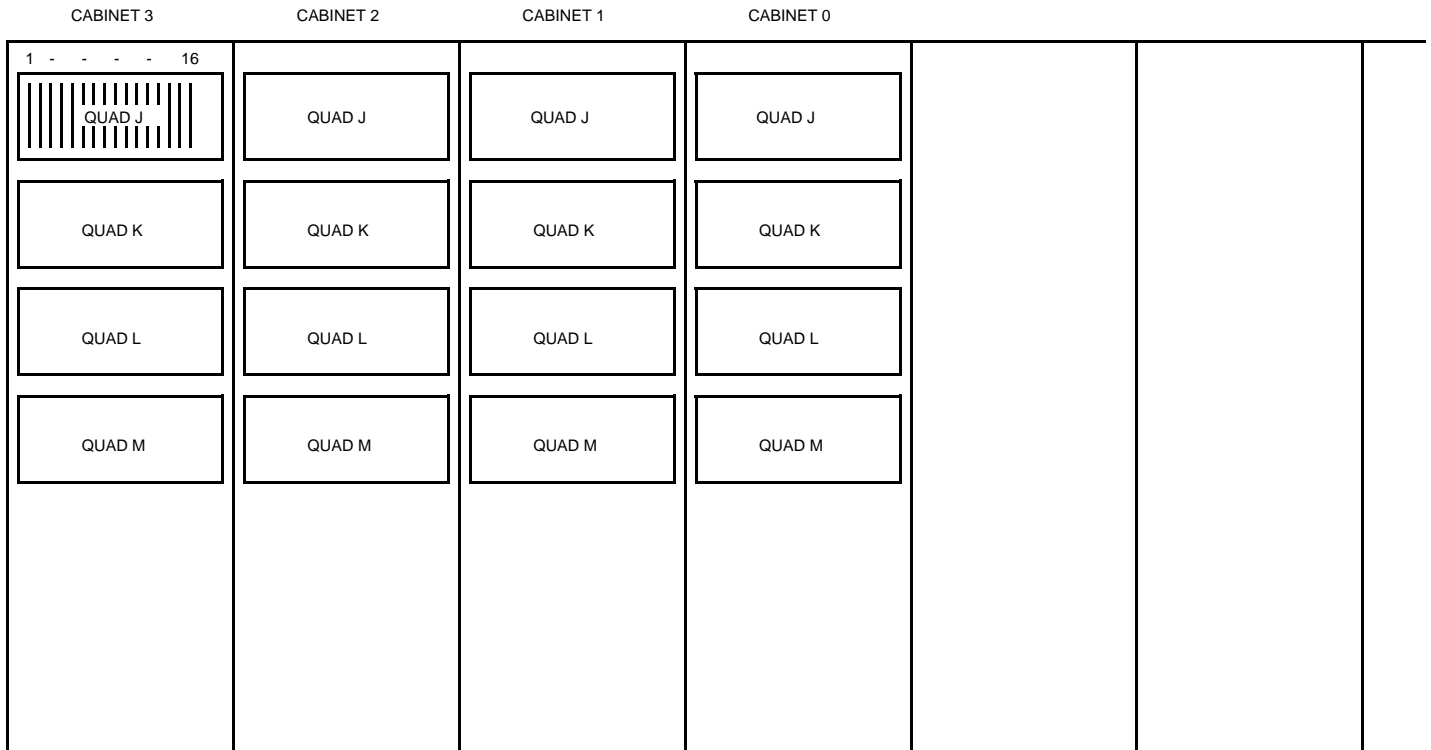 CABINET 3 CABINET 2 CABINET 1 CABINET 0
1 - - - - 16
QUAD J QUAD J QUAD J QUAD J
QUAD K QUAD K QUAD K QUAD K
QUAD L QUAD L QUAD L QUAD L
QUAD M QUAD M QUAD M QUAD M